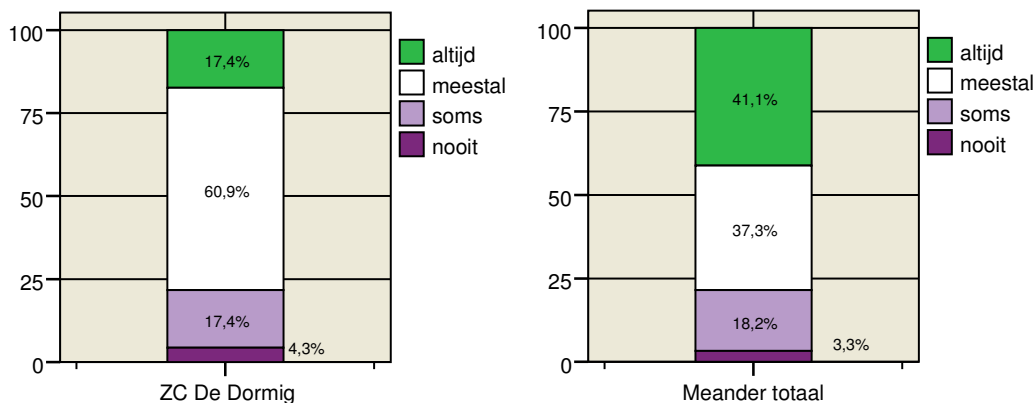 100
75
50
25
0
17,4%
60,9%
17,4%
4,3%
ZC De Dormig
altijd
meestal
soms
nooit
100
75
50
25
0
41,1%
37,3%
18,2%
3,3%
Meander totaal
altijd
meestal
soms
nooit